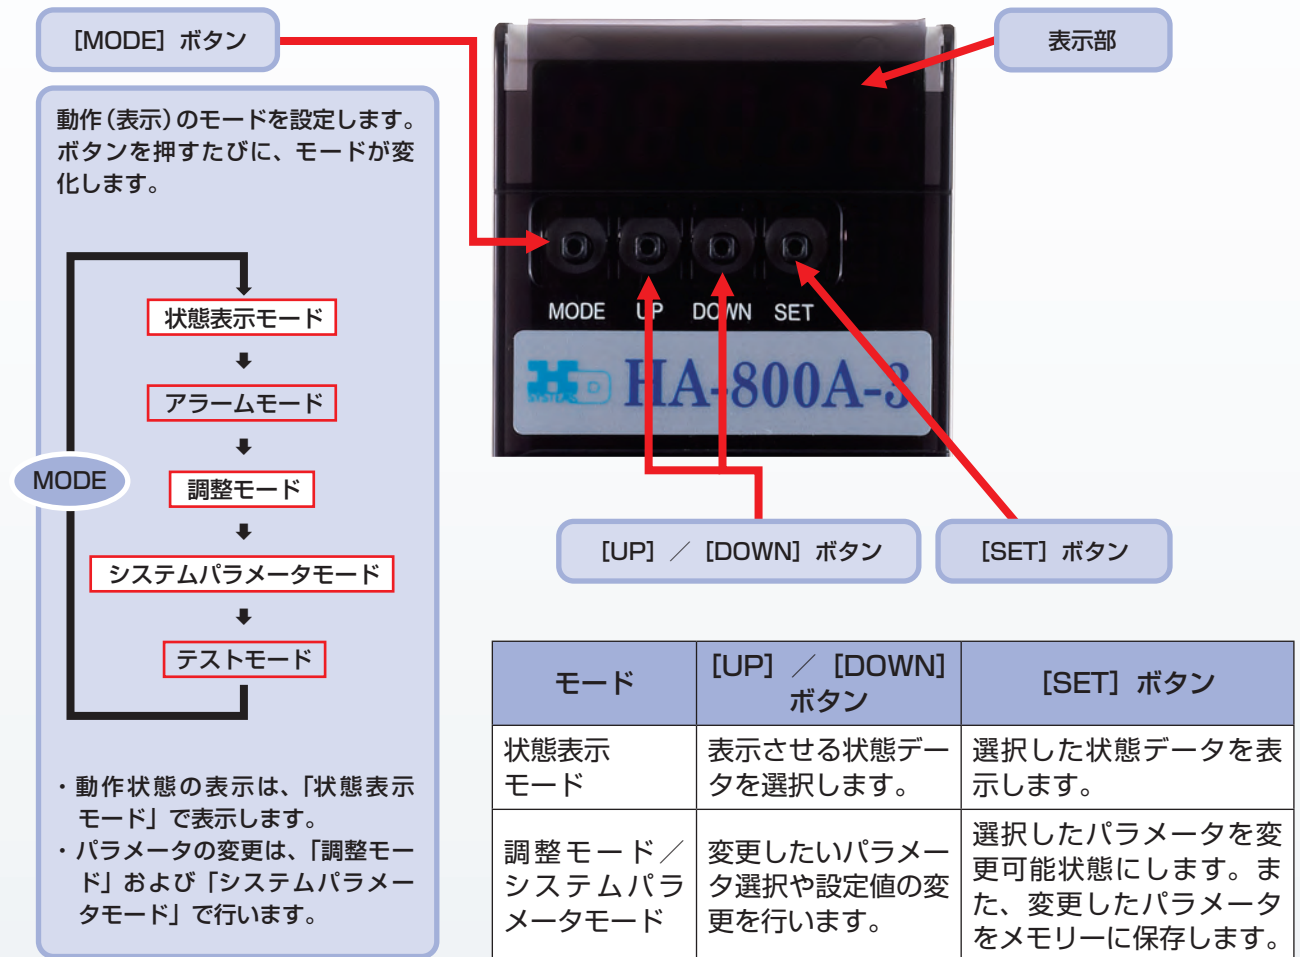 [MODE] ボタン
動作(表示)のモードを設定します。
ボタンを押すたびに、モードが変
化します。
状態表示モード
アラームモード
MODE
調整モード
システムパラメータモード
テストモード
・動作状態の表示は、「状態表示
モード」で表示します。
・パラメータの変更は、「調整モー
ド」および「システムパラメー
タモード」で行います。
表示部
MODE UP DOWN SET
HD SYSTEMS HA-800A-3
[UP] / [DOWN] ボタン
[SET] ボタン
モード
[UP] / [DOWN]
ボタン
[SET] ボタン
状態表示
モード
表示させる状態デー
タを選択します。
選択した状態データを表
示します。
調整モード/
システムパラ
メータモード
変更したいパラメー
タ選択や設定値の変
更を行います。
選択したパラメータを変
更可能状態にします。ま
た、変更したパラメータ
をメモリーに保存します。